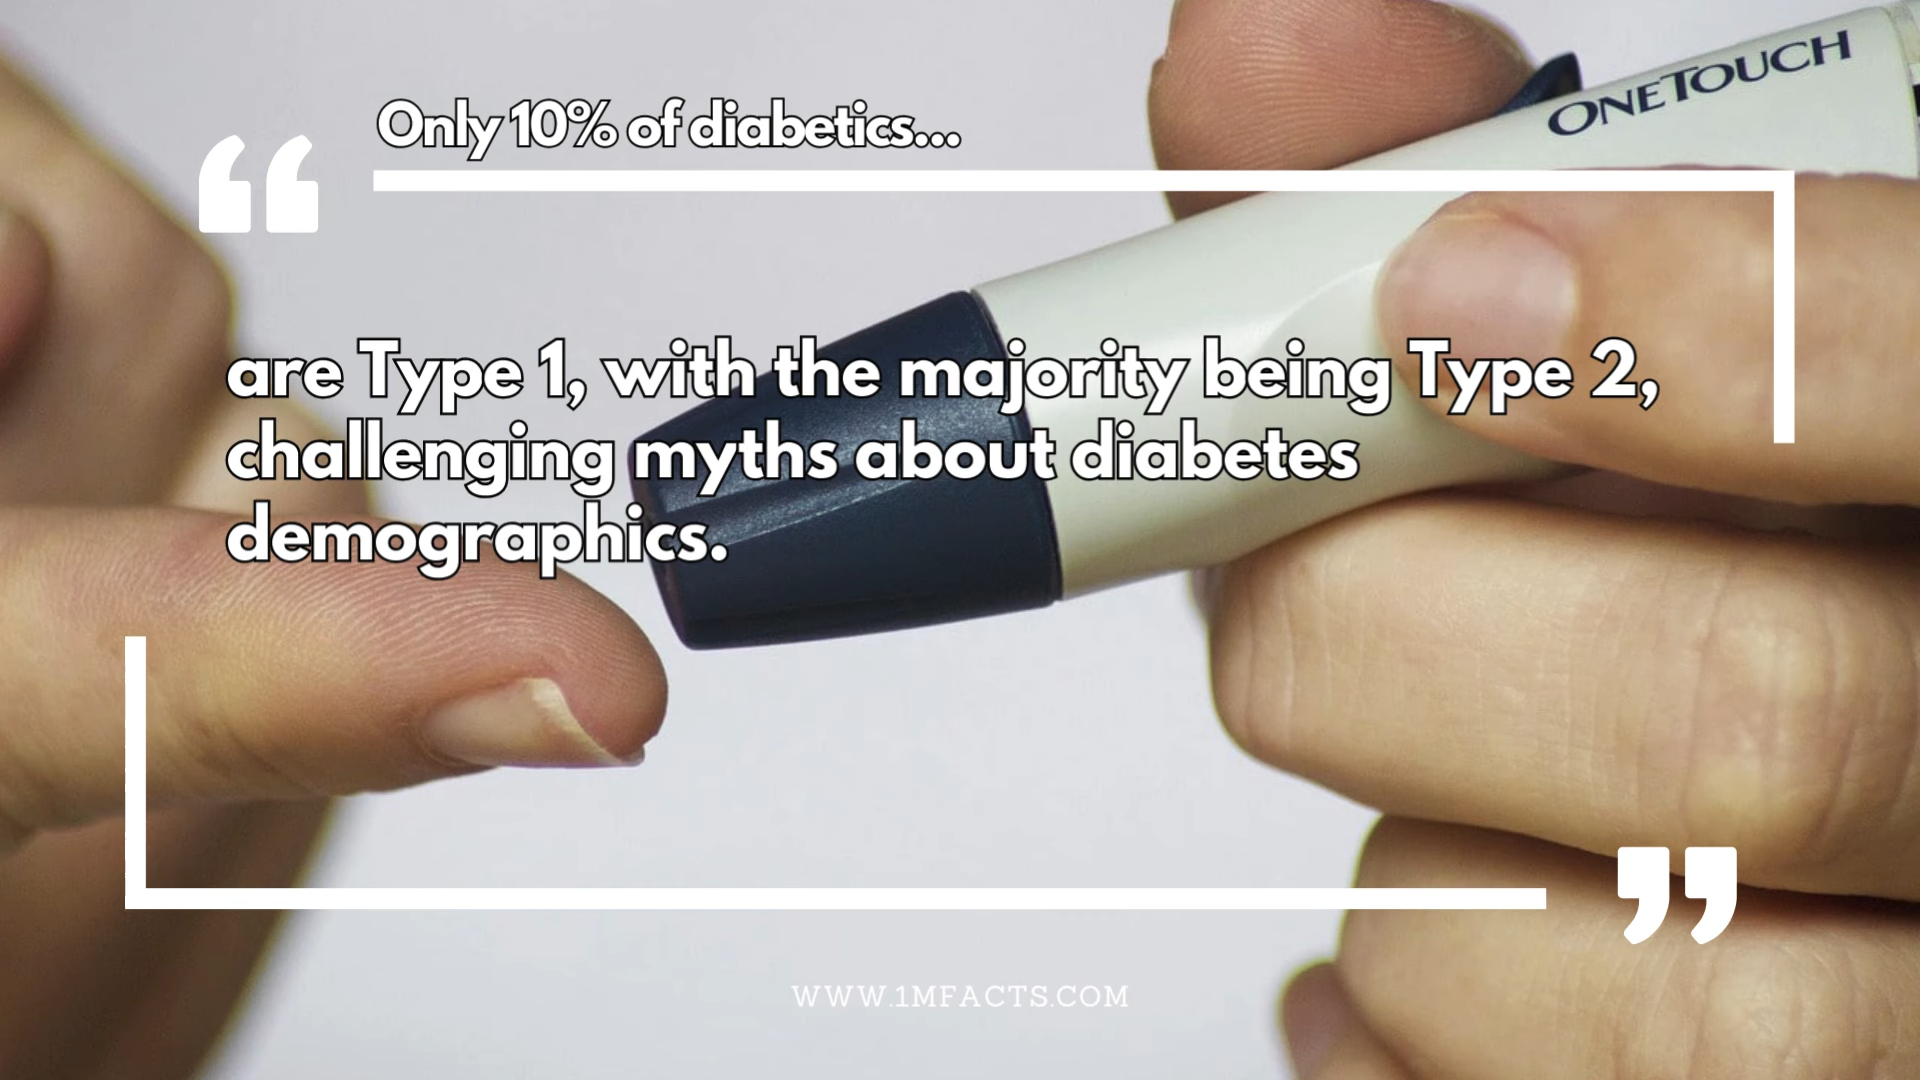 ONETOUCH
Only 10% of diabetics...
are Type 1, with the majority being Type 2,
challenging myths about diabetes
demographics.
WWW.1MFACTS.COM